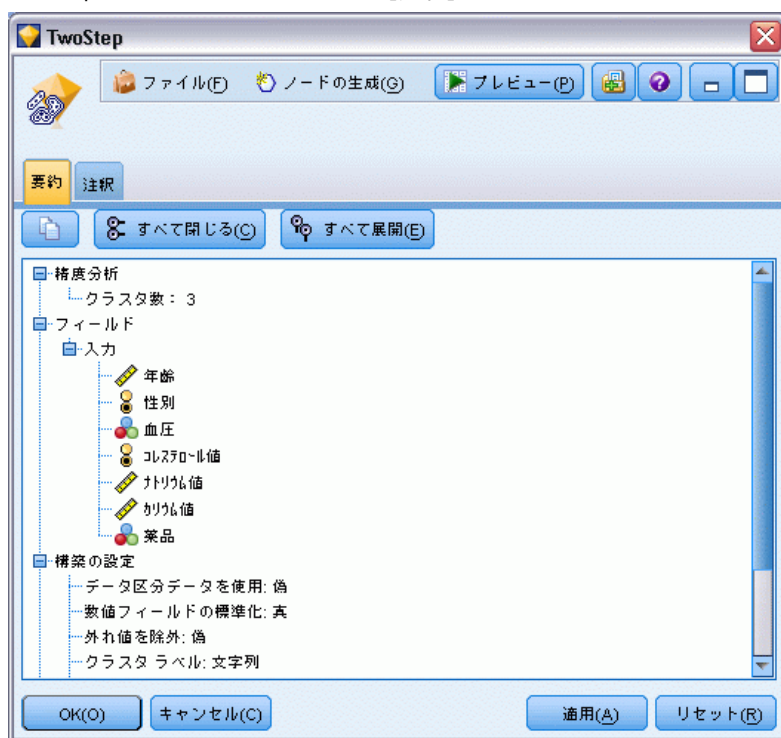 TwoStep
ファイル(F) ノードの生成(G) プレビュー(P)
要約 注釈
すべて閉じる(C) すべて展開(E)
精度分析
クラスタ数： 3
フィールド
入力
年齢
性別
血圧
ｺﾚｽﾃﾛｰﾙ値
ﾅﾄﾘｳﾑ値
ｶﾘｳﾑ値
薬品
構築の設定
データ区分データを使用: 偽
数値フィールドの標準化: 真
外れ値を除外: 偽
クラスタ ラベル: 文字列
OK(O) キャンセル(C) 適用(A) リセット(R)